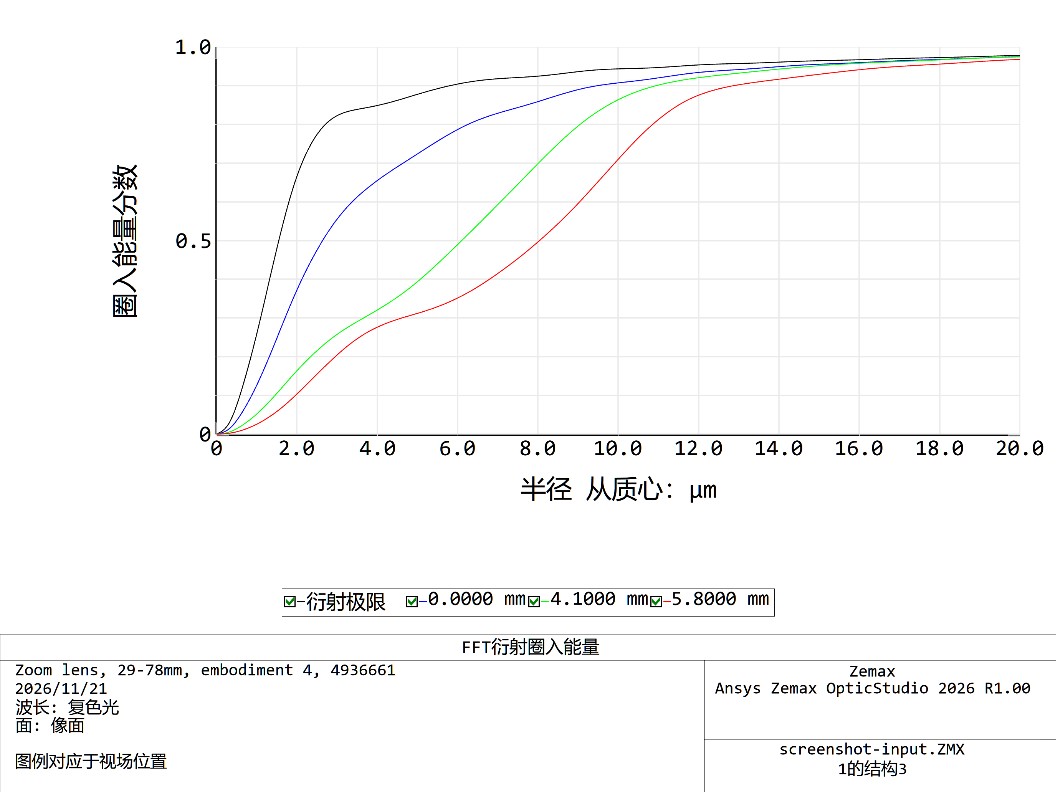 1.0
0.5
0
圈入能量分数
0 2.0 4.0 6.0 8.0 10.0 12.0 14.0 16.0 18.0 20.0
半径 从质心: µm
衍射极限 0.0000 mm 4.1000 mm 5.8000 mm
FFT衍射圈入能量
Zoom lens, 29-78mm, embodiment 4, 4936661
2026/11/21
波长: 复色光
面: 像面
图例对应于视场位置
Zemax
Ansys Zemax OpticStudio 2026 R1.00
screenshot-input.ZMX
1的结构3